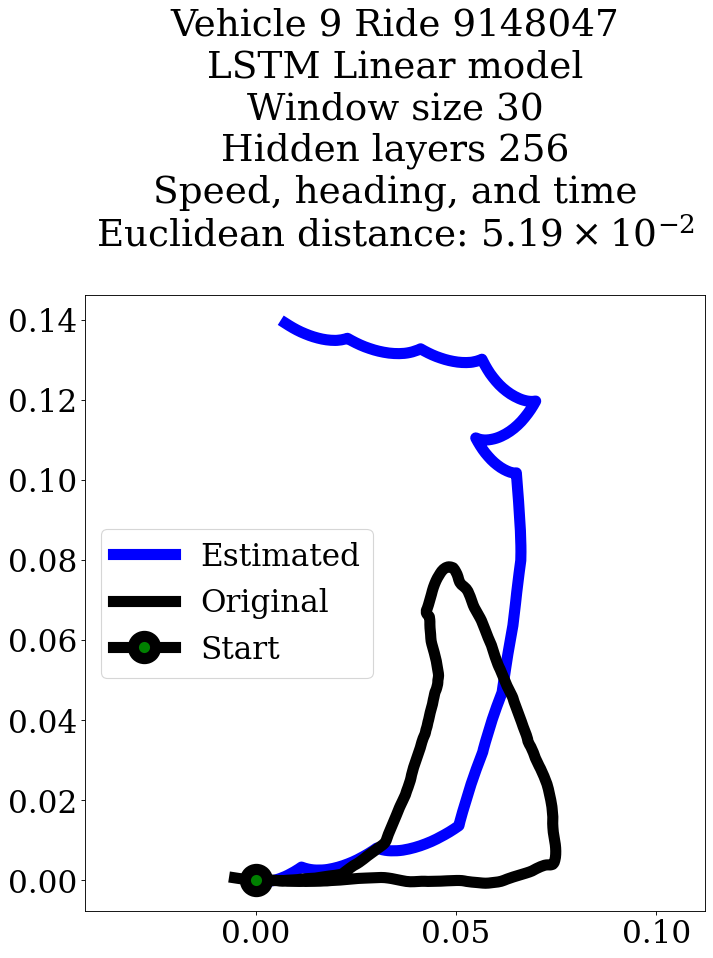 Vehicle 9 Ride 9148047
LSTM Linear model
Window size 30
Hidden layers 256
Speed, heading, and time
Euclidean distance: 5.19 × 10⁻²
0.14
0.12
0.10
0.08
0.06
0.04
0.02
0.00
Estimated
Original
Start
0.00 0.05 0.10